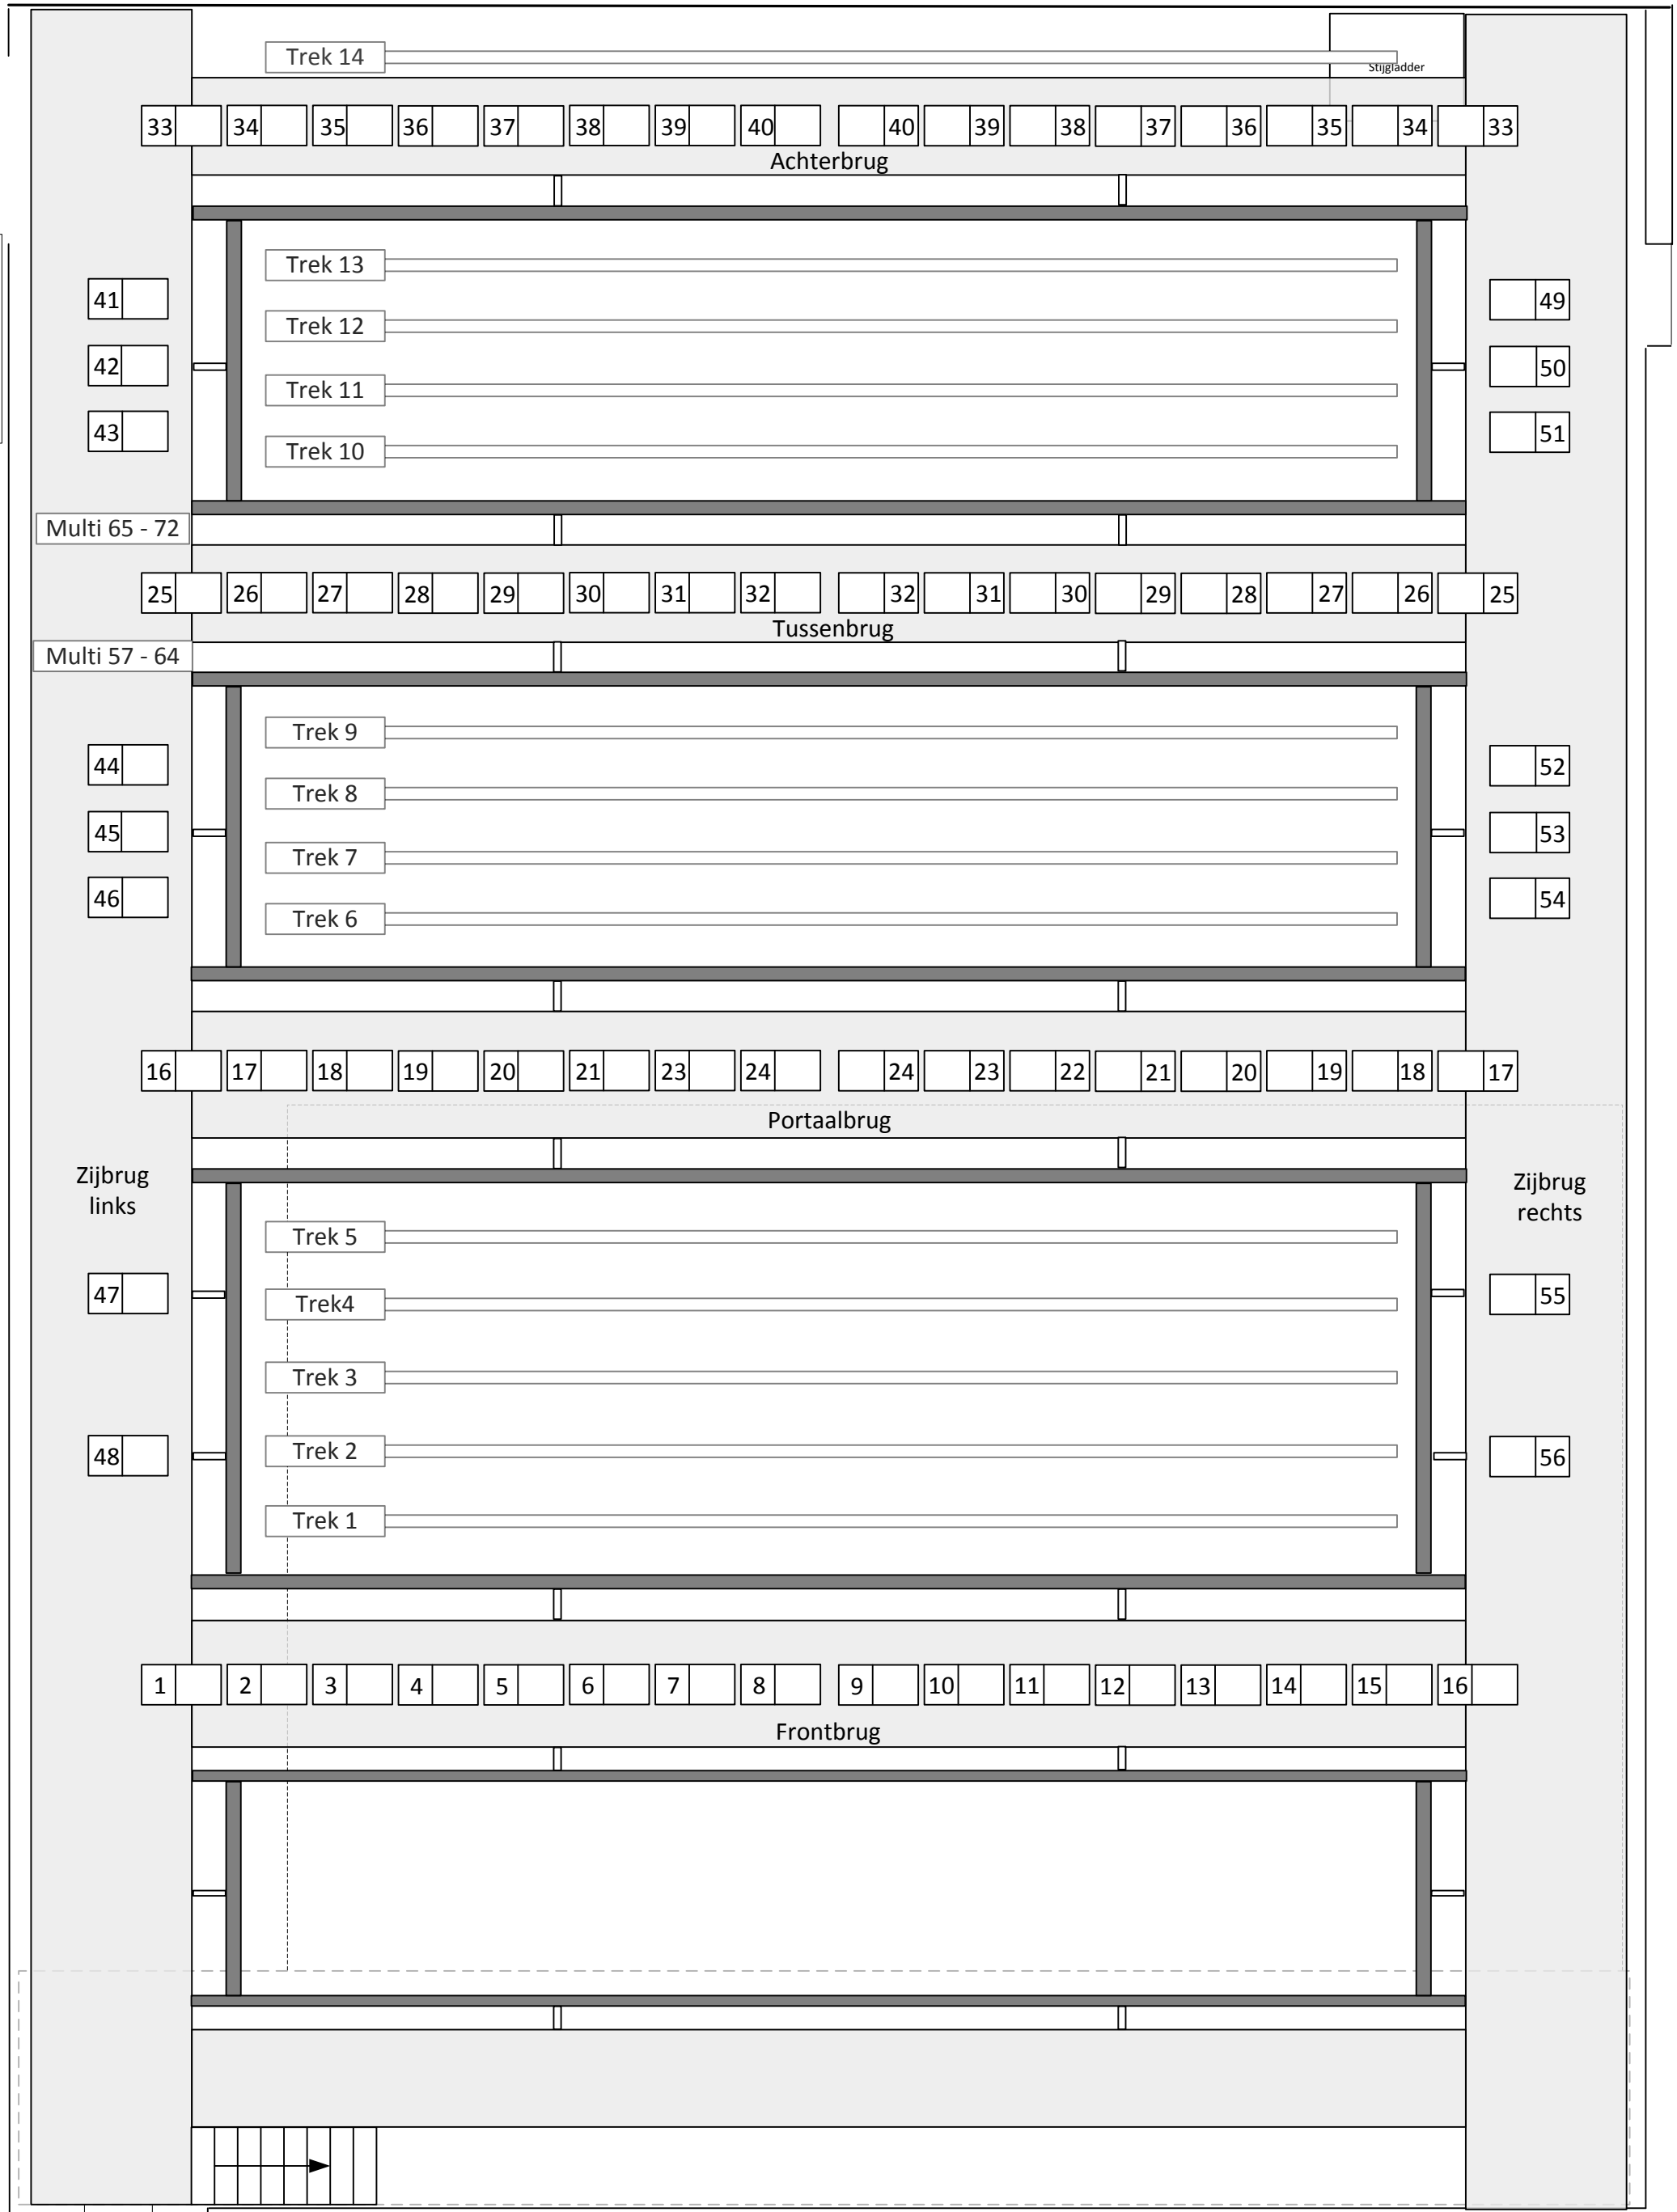 Trek 14
Stijgladder
33 34 35 36 37 38 39 40 40 39 38 37 36 35 34 33
Achterbrug
Trek 13
41 49
Trek 12
42 50
Trek 11
43 51
Trek 10
Multi 65 - 72
25 26 27 28 29 30 31 32 32 31 30 29 28 27 26 25
Tussenbrug
Multi 57 - 64
Trek 9
44 52
Trek 8
45 53
Trek 7
46 54
Trek 6
16 17 18 19 20 21 23 24 24 23 22 21 20 19 18 17
Portaalbrug
Zijbrug
links
Zijbrug
rechts
Trek 5
47 55
Trek4
Trek 3
Trek 2
48 56
Trek 1
1 2 3 4 5 6 7 8 9 10 11 12 13 14 15 16
Frontbrug